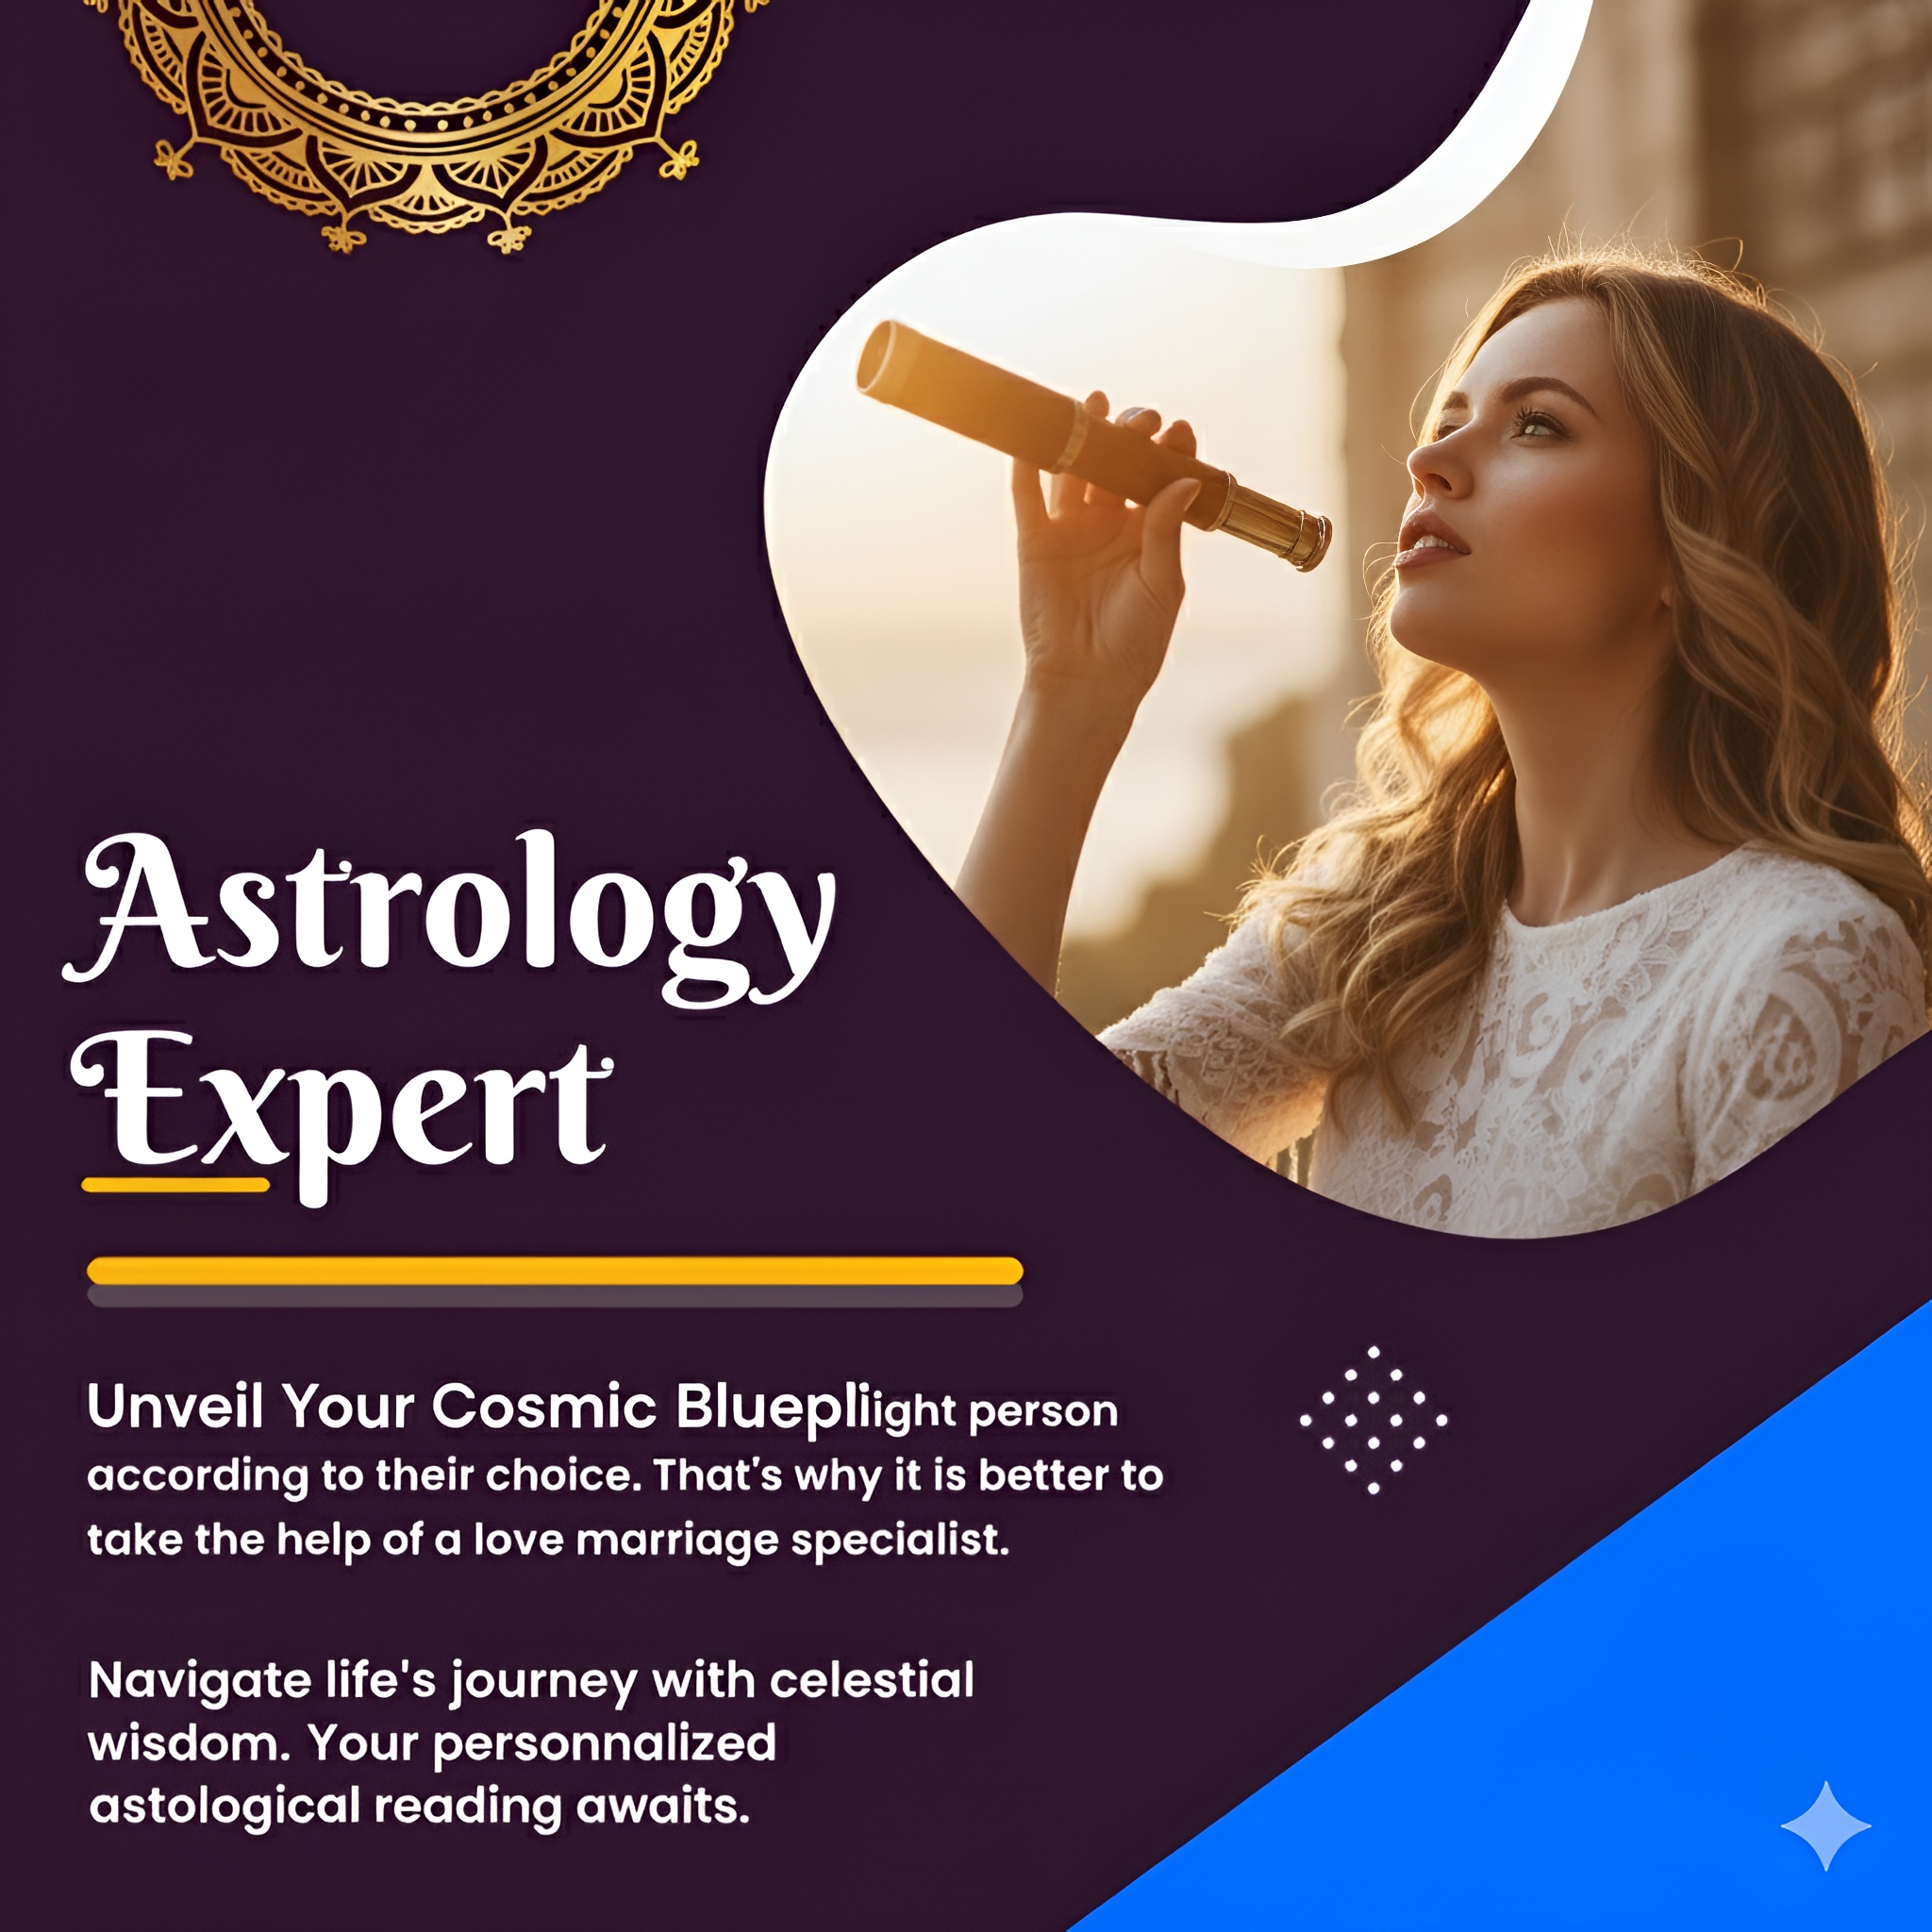 Astrology
Expert
Unveil Your Cosmic Bluepliight person
according to their choice. That's why it is better to
take the help of a love marriage specialist.
Navigate life's journey with celestial
wisdom. Your personnalized
astological reading awaits.